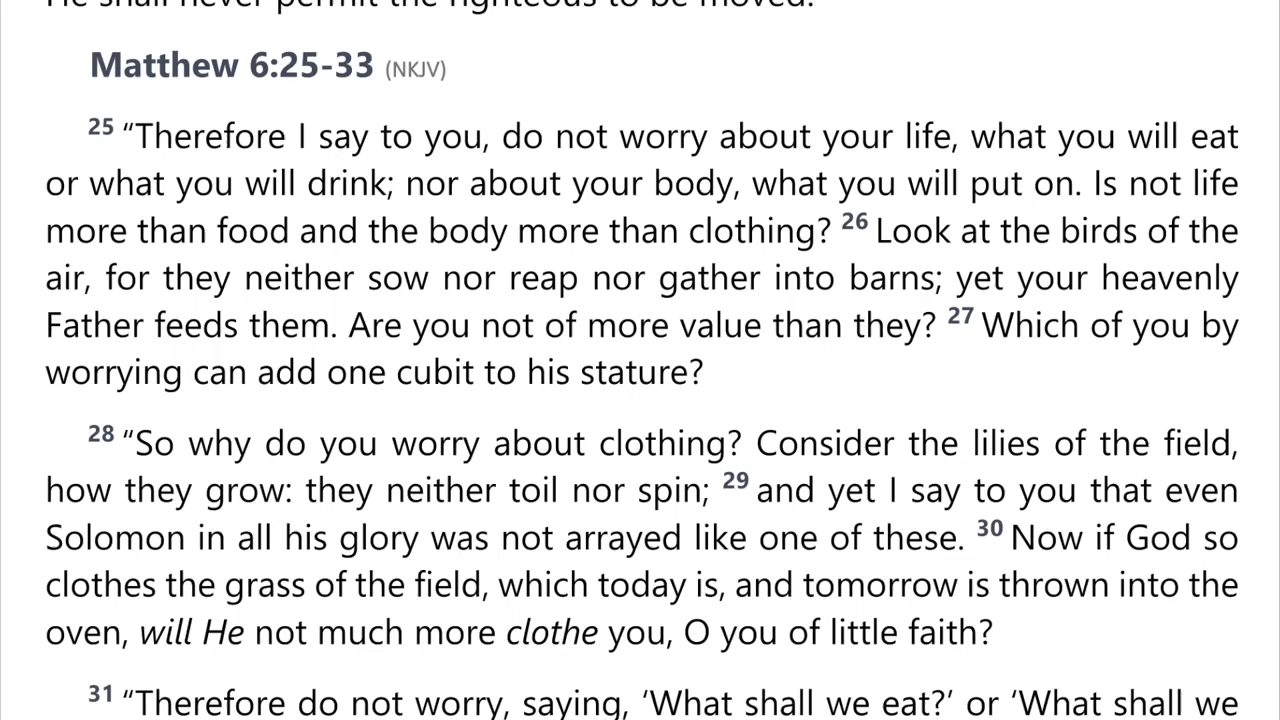 He shall never permit the righteous to be moved.
Matthew 6:25-33 (NKJV)
25 “Therefore I say to you, do not worry about your life, what you will eat
or what you will drink; nor about your body, what you will put on. Is not life
more than food and the body more than clothing? 26 Look at the birds of the
air, for they neither sow nor reap nor gather into barns; yet your heavenly
Father feeds them. Are you not of more value than they? 27 Which of you by
worrying can add one cubit to his stature?
28 “So why do you worry about clothing? Consider the lilies of the field,
how they grow: they neither toil nor spin; 29 and yet I say to you that even
Solomon in all his glory was not arrayed like one of these. 30 Now if God so
clothes the grass of the field, which today is, and tomorrow is thrown into the
oven, will He not much more clothe you, O you of little faith?
31 “Therefore do not worry, saying, ‘What shall we eat?’ or ‘What shall we